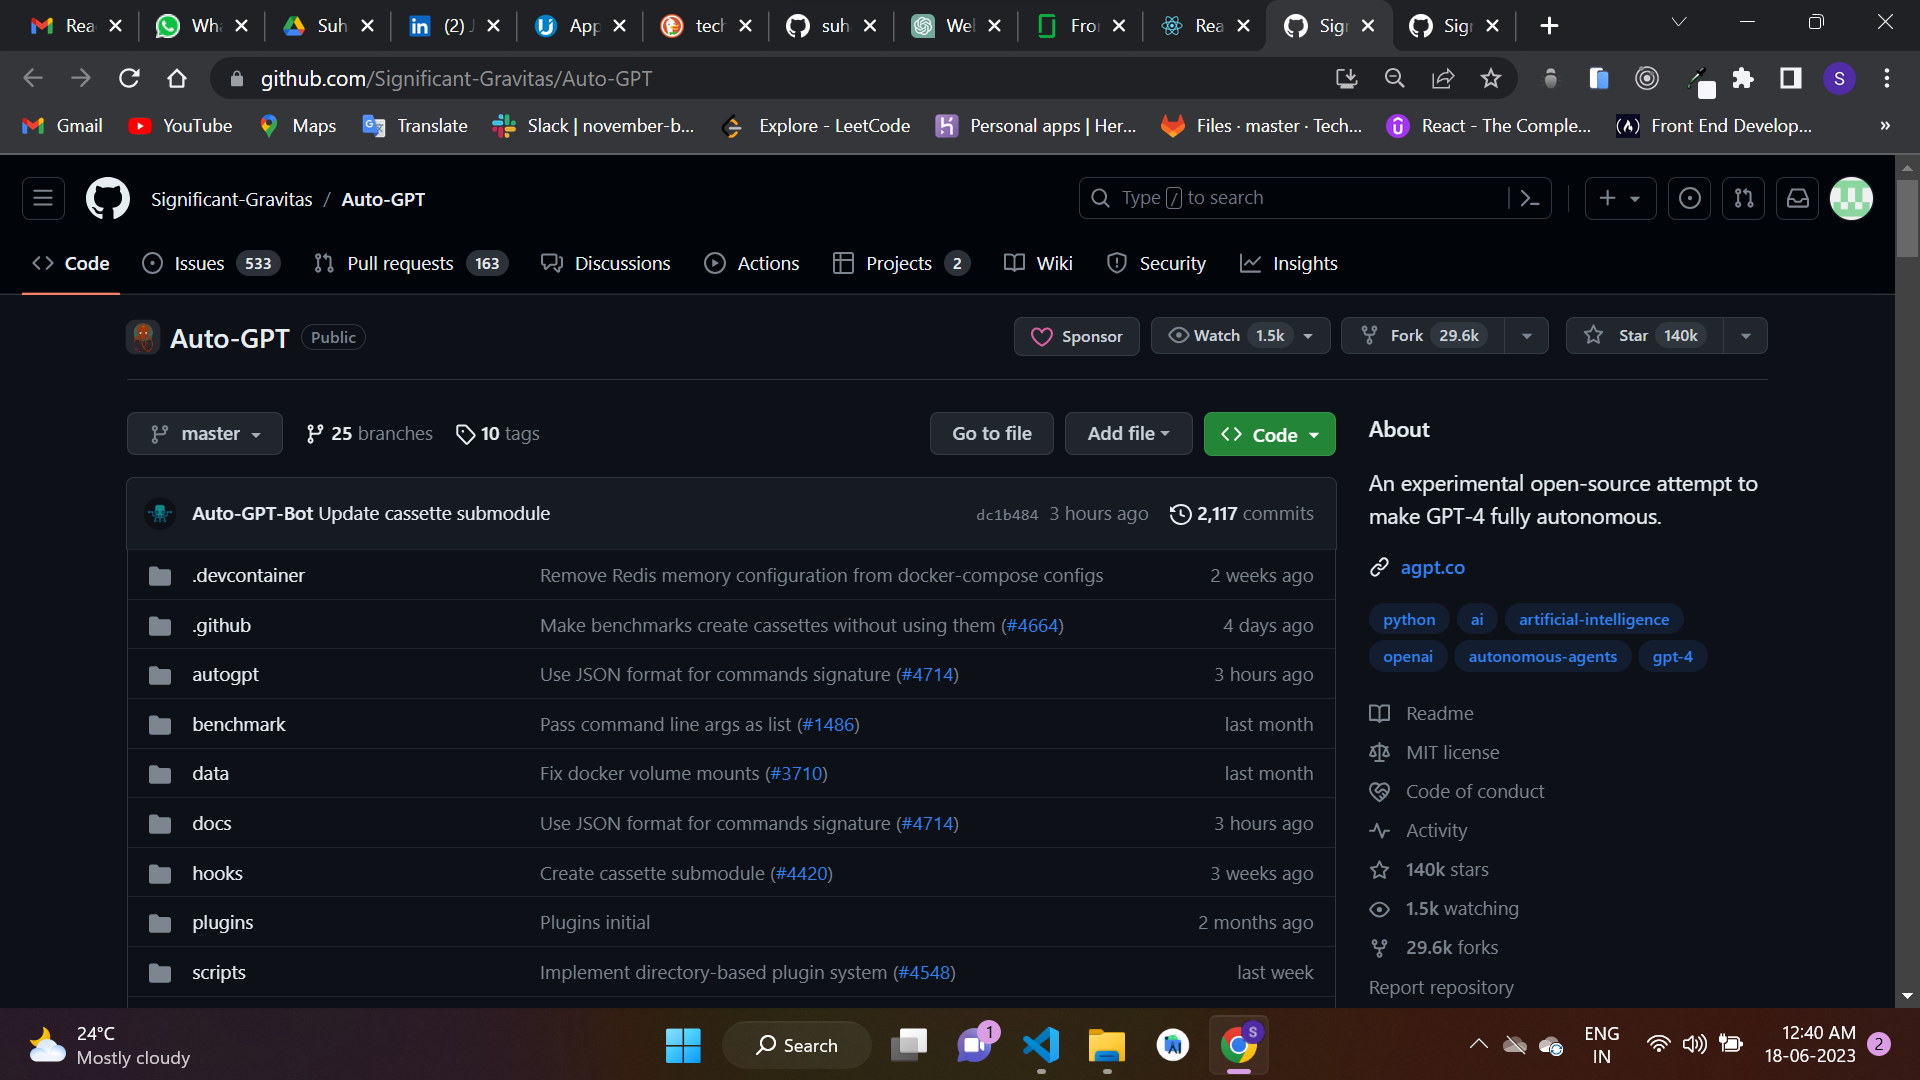 Rea
Wha
Suh
(2)
App
tech
suh
Wel
Fro
Rea
Sig
Sig
github.com/Significant-Gravitas/Auto-GPT
S
Gmail
YouTube
Maps
Translate
Slack | november-b...
Explore - LeetCode
Personal apps | Her...
Files · master · Tech...
React - The Comple...
Front End Develop...
»
Significant-Gravitas / Auto-GPT
Type / to search
Code
Issues 533
Pull requests 163
Discussions
Actions
Projects 2
Wiki
Security
Insights
Auto-GPT Public
Sponsor
Watch 1.5k
Fork 29.6k
Star 140k
master
25 branches
10 tags
Go to file
Add file
Code
Auto-GPT-Bot Update cassette submodule dc1b484 3 hours ago 2,117 commits
.devcontainer Remove Redis memory configuration from docker-compose configs 2 weeks ago
.github Make benchmarks create cassettes without using them (#4664) 4 days ago
autogpt Use JSON format for commands signature (#4714) 3 hours ago
benchmark Pass command line args as list (#1486) last month
data Fix docker volume mounts (#3710) last month
docs Use JSON format for commands signature (#4714) 3 hours ago
hooks Create cassette submodule (#4420) 3 weeks ago
plugins Plugins initial 2 months ago
scripts Implement directory-based plugin system (#4548) last week
About
An experimental open-source attempt to
make GPT-4 fully autonomous.
agpt.co
python ai artificial-intelligence
openai autonomous-agents gpt-4
Readme
MIT license
Code of conduct
Activity
140k stars
1.5k watching
29.6k forks
Report repository
24°C
Mostly cloudy
Search
1
S
ENG
IN
12:40 AM
18-06-2023
2